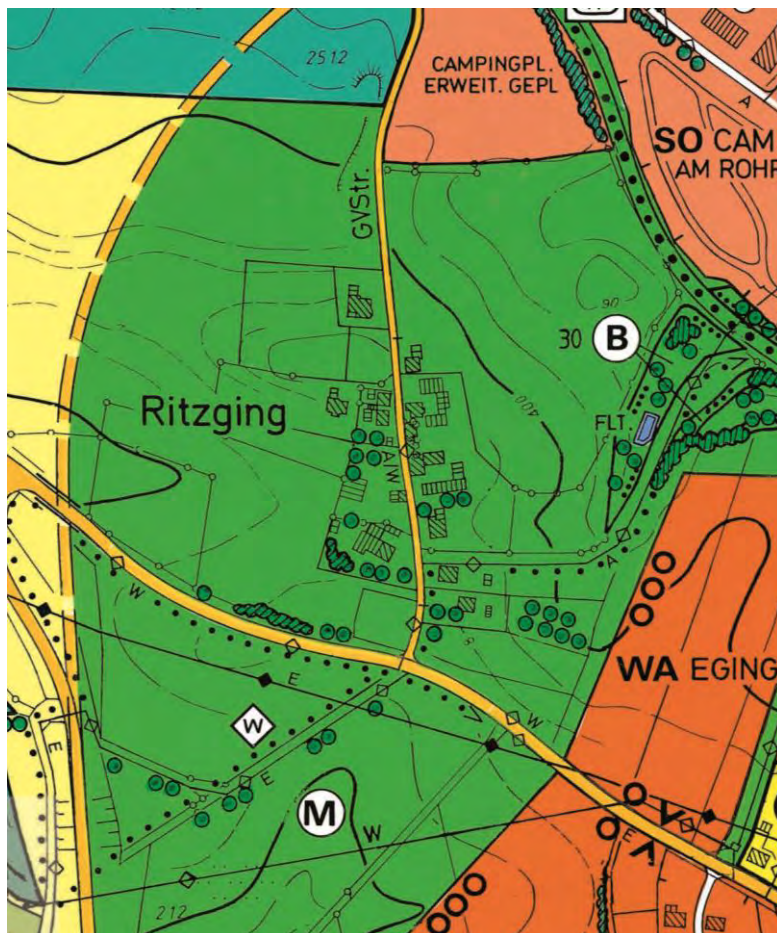 2512
CAMPINGPL.
ERWEIT. GEPL
A
SO CAM
AM ROHR
GVStr.
90
30
B
Ritzging
400
FLT.
A
W
A
W
E
WA EGING
W
W
E
E
M
W
E
212